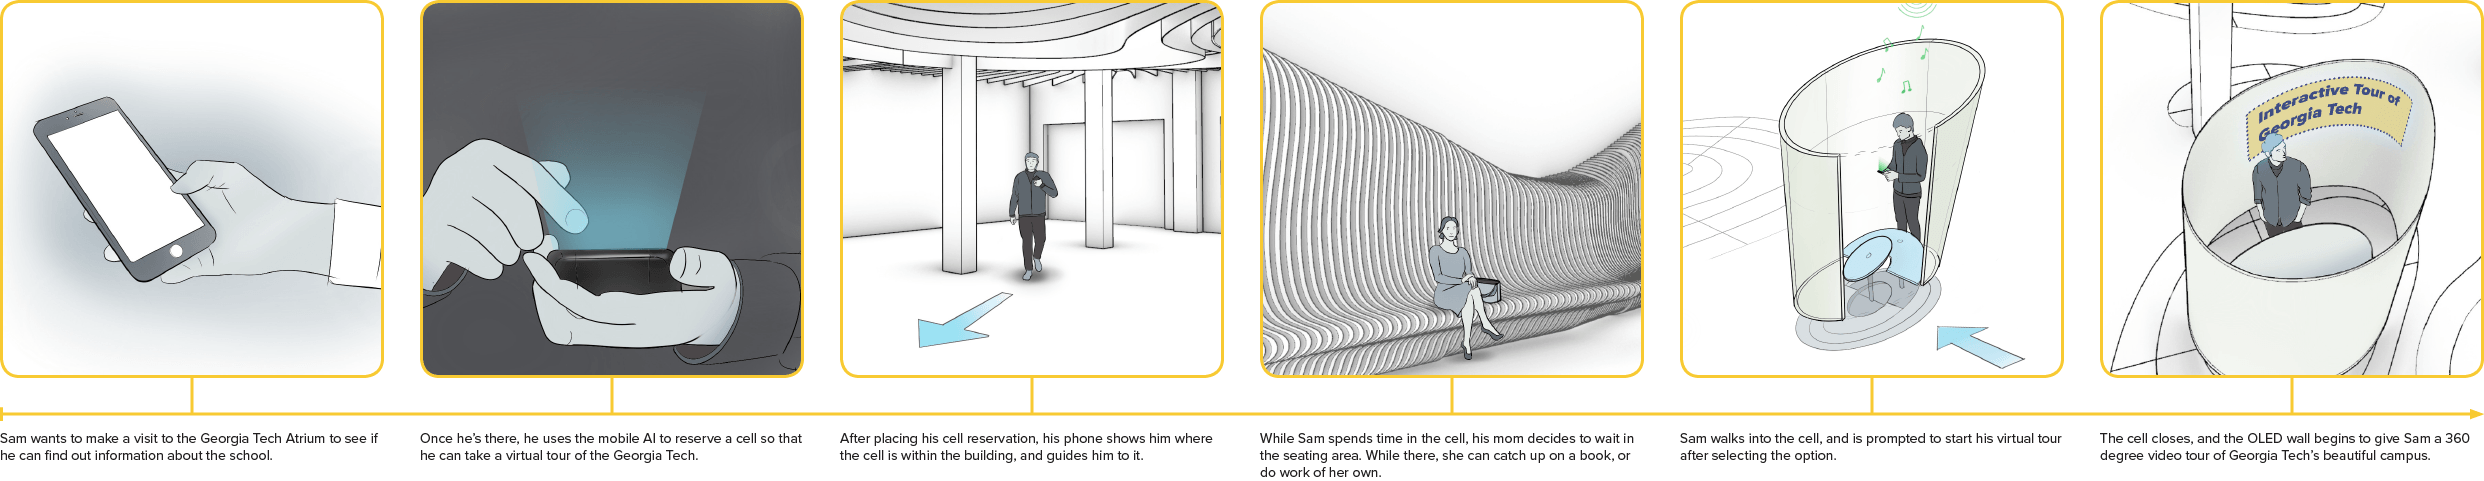 Interactive Tour of
Georgia Tech
Sam wants to make a visit to the Georgia Tech Atrium to see if
he can find out information about the school.
Once he's there, he uses the mobile AI to reserve a cell so that
he can take a virtual tour of the Georgia Tech.
After placing his cell reservation, his phone shows him where
the cell is within the building, and guides him to it.
While Sam spends time in the cell, his mom decides to wait in
the seating area. While there, she can catch up on a book, or
do work of her own.
Sam walks into the cell, and is prompted to start his virtual tour
after selecting the option.
The cell closes, and the OLED wall begins to give Sam a 360
degree video tour of Georgia Tech's beautiful campus.